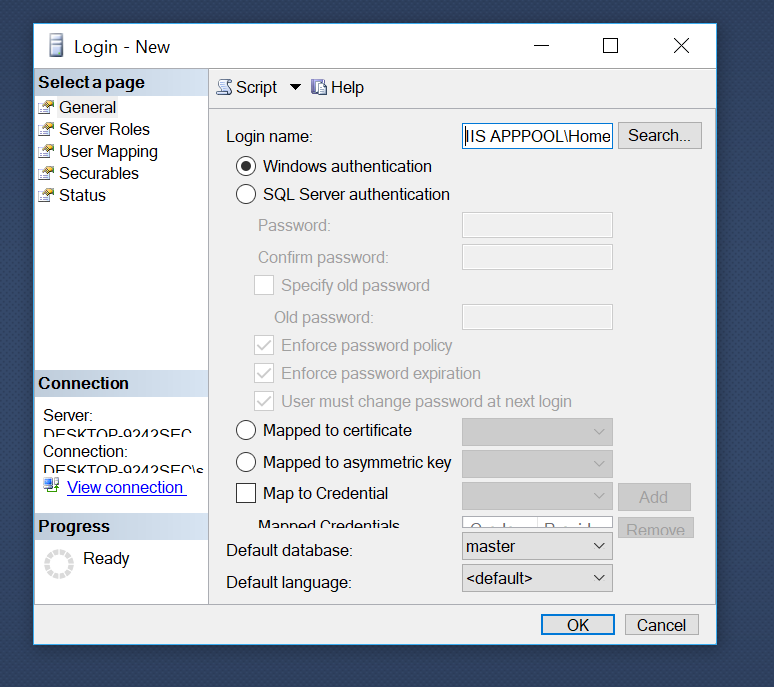 Login - New
Select a page
General
Server Roles
User Mapping
Securables
Status
Connection
Server:
DESKTOP-9242SEC
Connection:
DESKTOP-9242SEC\s
View connection
Progress
Ready
Script
Help
Login name:
IIS APPPOOL\Home
Search...
Windows authentication
SQL Server authentication
Password:
Confirm password:
Specify old password
Old password:
Enforce password policy
Enforce password expiration
User must change password at next login
Mapped to certificate
Mapped to asymmetric key
Map to Credential
Add
Mapped Credentials
Remove
Default database:
master
Default language:
<default>
OK
Cancel